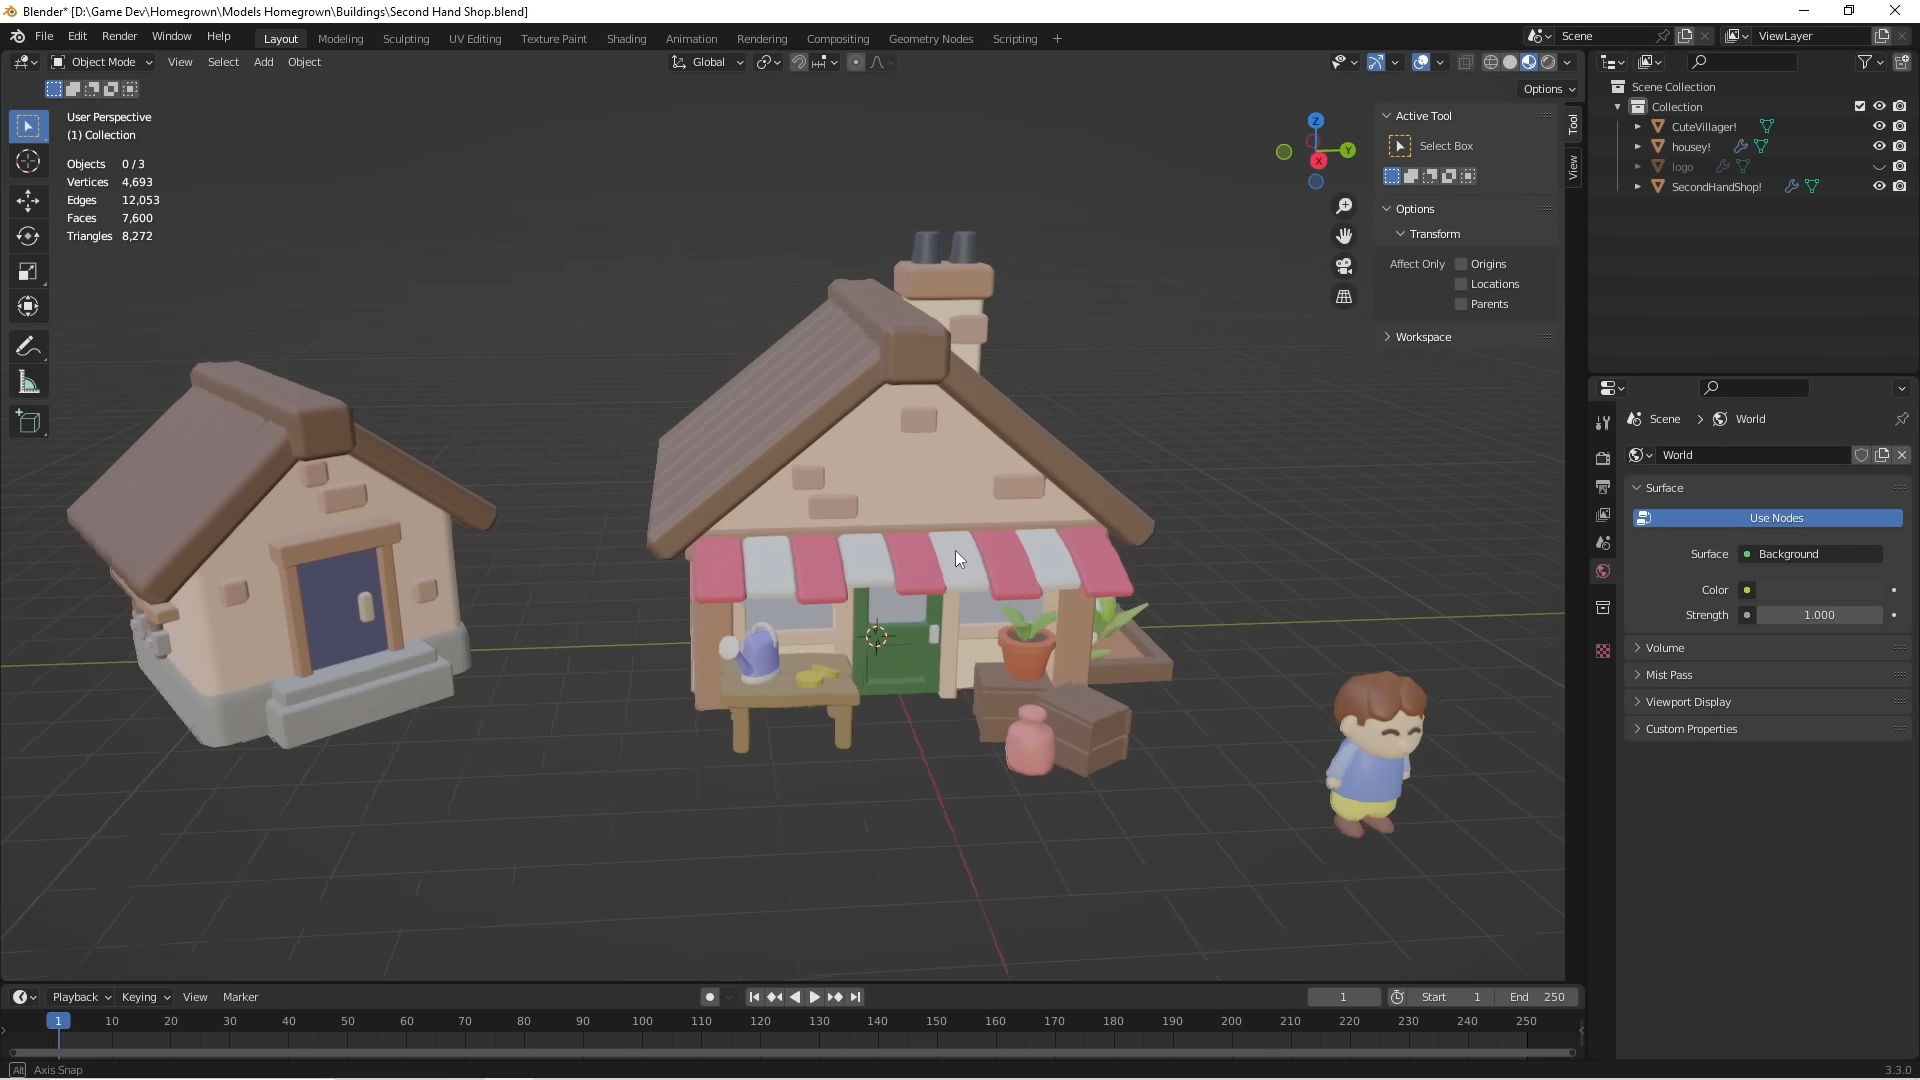 Blender* [D:\Game Dev\Homegrown\Models Homegrown\Buildings\Second Hand Shop.blend]
File Edit Render Window Help Layout Modeling Sculpting UV Editing Texture Paint Shading Animation Rendering Compositing Geometry Nodes Scripting + Scene ViewLayer
Object Mode View Select Add Object Global
Options
User Perspective
(1) Collection
Objects 0 / 3
Vertices 4,693
Edges 12,053
Faces 7,600
Triangles 8,272
Z
Y
X
Active Tool
Select Box
Options
Transform
Affect Only Origins
Locations
Parents
Workspace
Tool
View
Scene Collection
Collection
CuteVillager!
housey!
logo
SecondHandShop!
Scene > World
World
Surface
Use Nodes
Surface Background
Color
Strength 1.000
Volume
Mist Pass
Viewport Display
Custom Properties
Playback Keying View Marker 1 Start 1 End 250
1 10 20 30 40 50 60 70 80 90 100 110 120 130 140 150 160 170 180 190 200 210 220 230 240 250
Alt Axis Snap 3.3.0